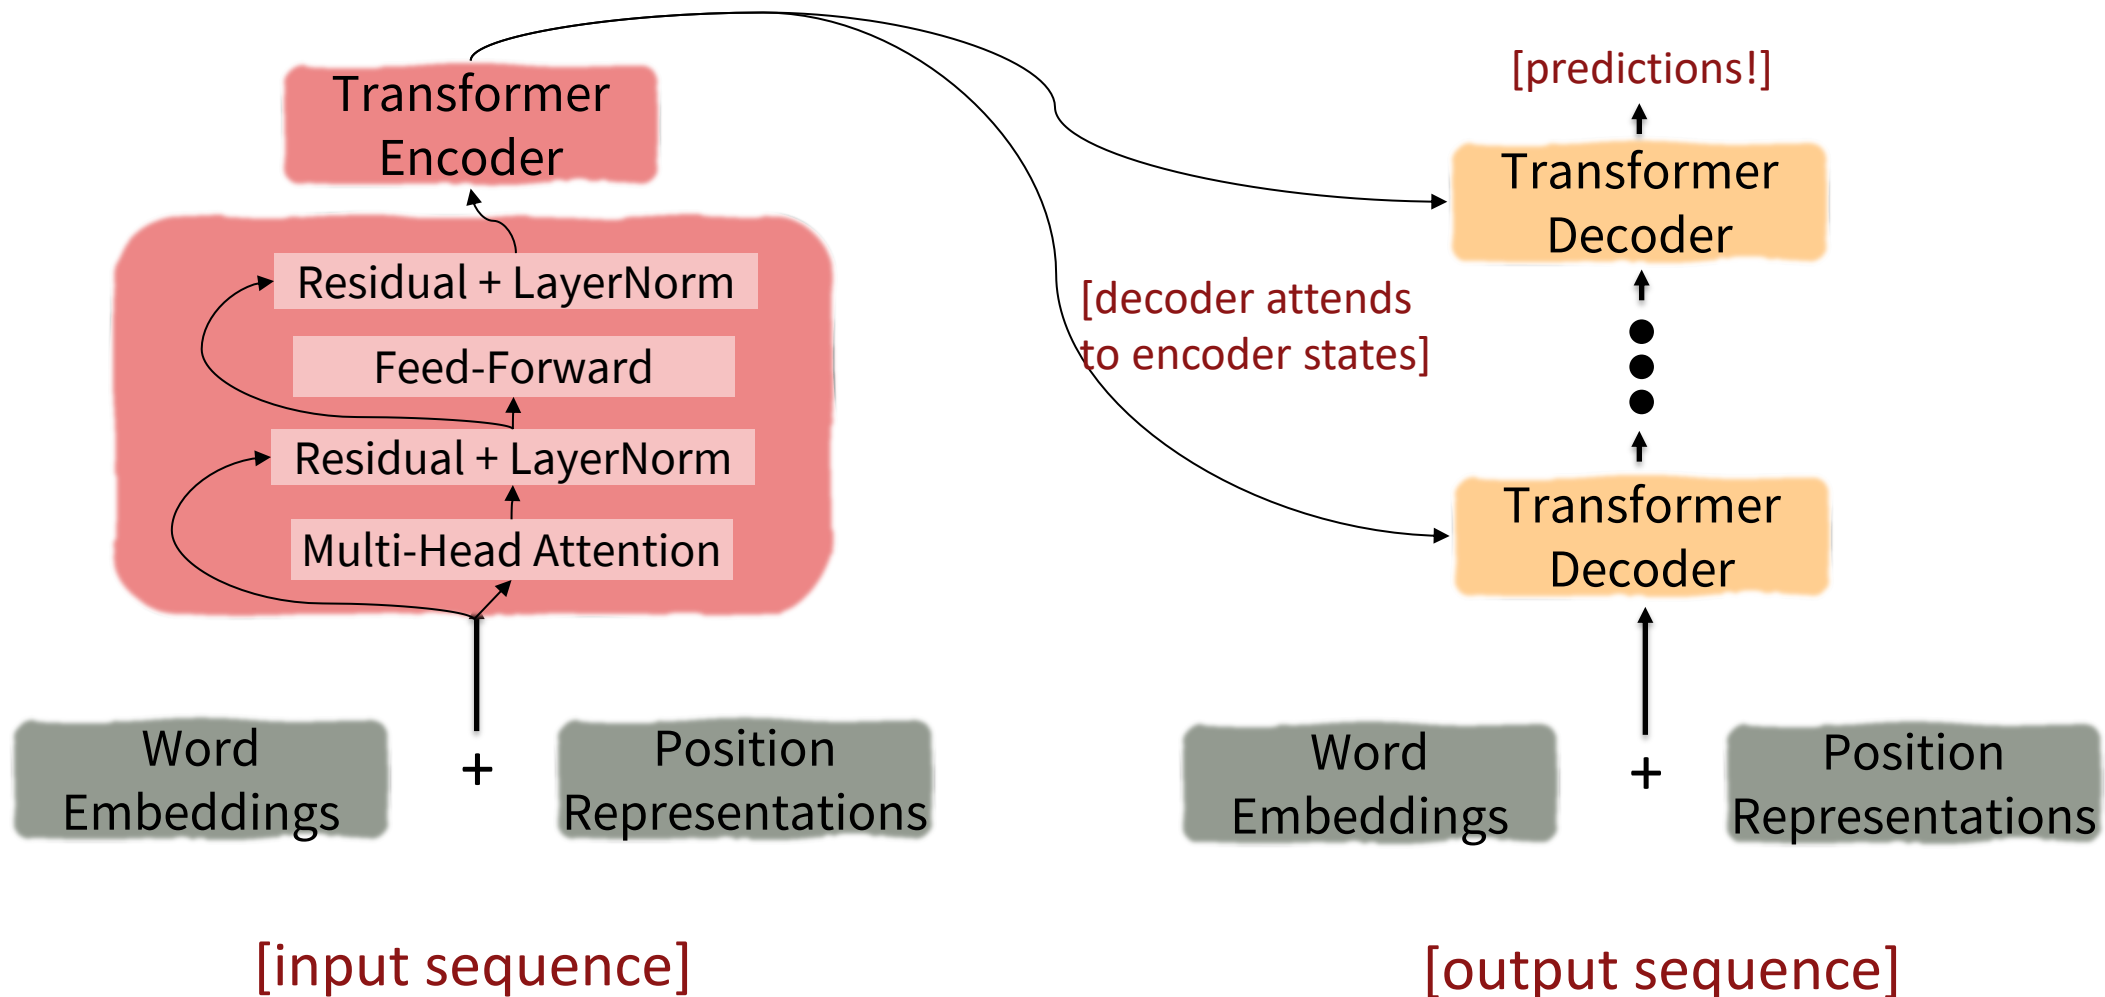 Transformer
Encoder
Residual + LayerNorm
Feed-Forward
Residual + LayerNorm
Multi-Head Attention
Word
Embeddings
+
Position
Representations
[input sequence]
[decoder attends
to encoder states]
[predictions!]
Transformer
Decoder
Transformer
Decoder
Word
Embeddings
+
Position
Representations
[output sequence]